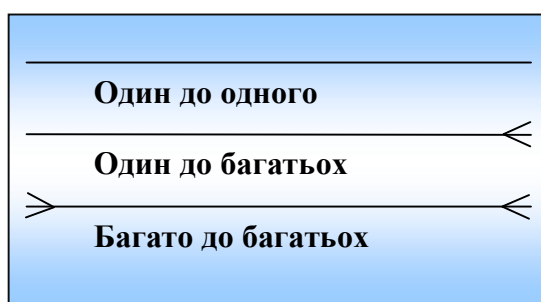 Один до одного
Один до багатьох
Багато до багатьох